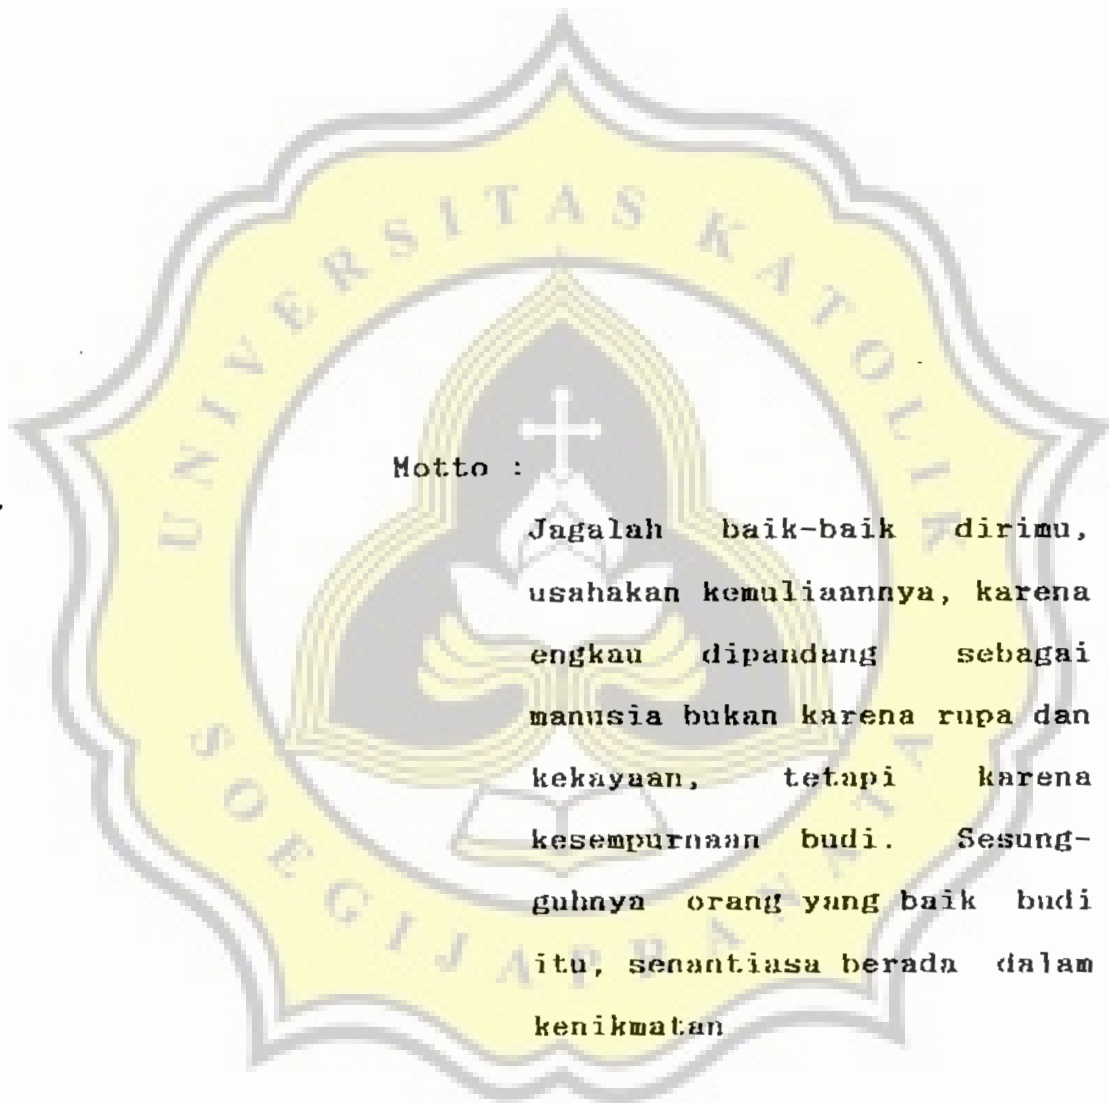 UNIVERSITAS KATOLIK
SOEGIJAPRANATA
Motto :
Jagalah baik-baik dirimu,
usahakan kemuliaannya, karena
engkau dipandang sebagai
manusia bukan karena rupa dan
kekayaan, tetapi karena
kesempurnaan budi. Sesung-
guhnya orang yang baik budi
itu, senantiasa berada dalam
kenikmatan